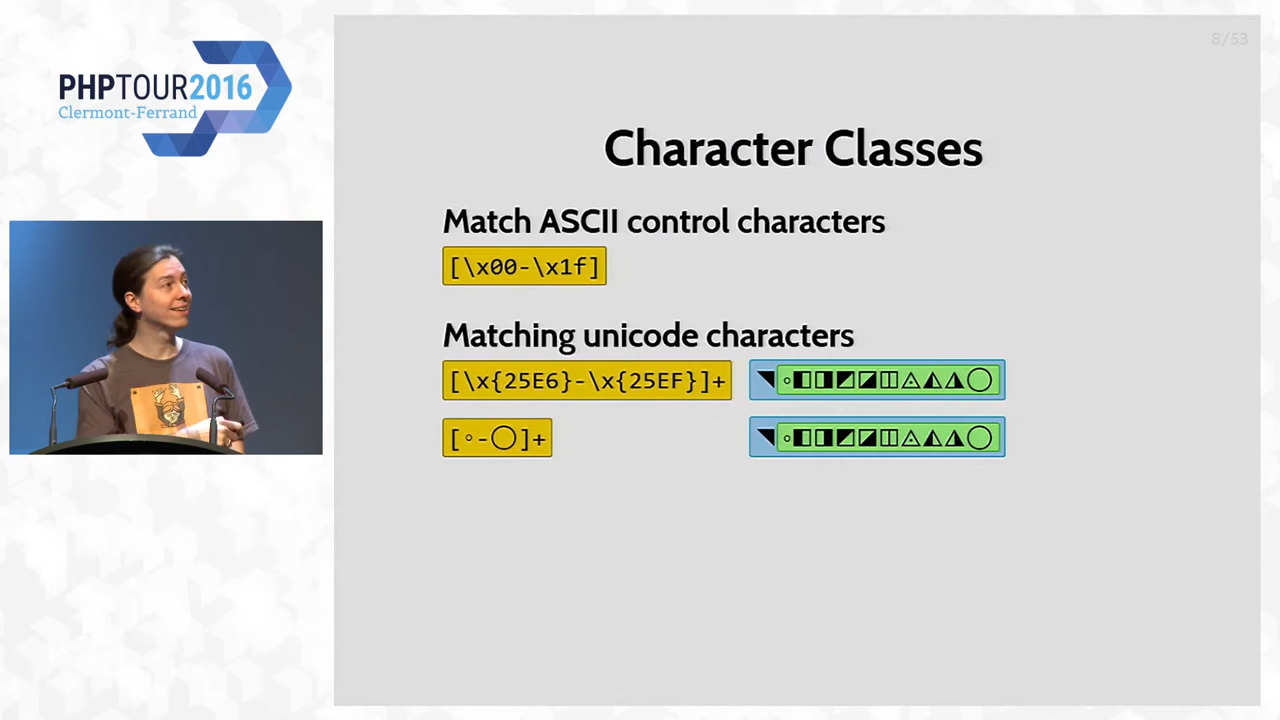 PHPTOUR2016
Clermont-Ferrand
8/53
Character Classes
Match ASCII control characters
[\x00-\x1f]
Matching unicode characters
[\x{25E6}-\x{25EF}]+ ◥◦◧◨◩◪◫◬◭◮◯
[◦-◯]+ ◥◦◧◨◩◪◫◬◭◮◯